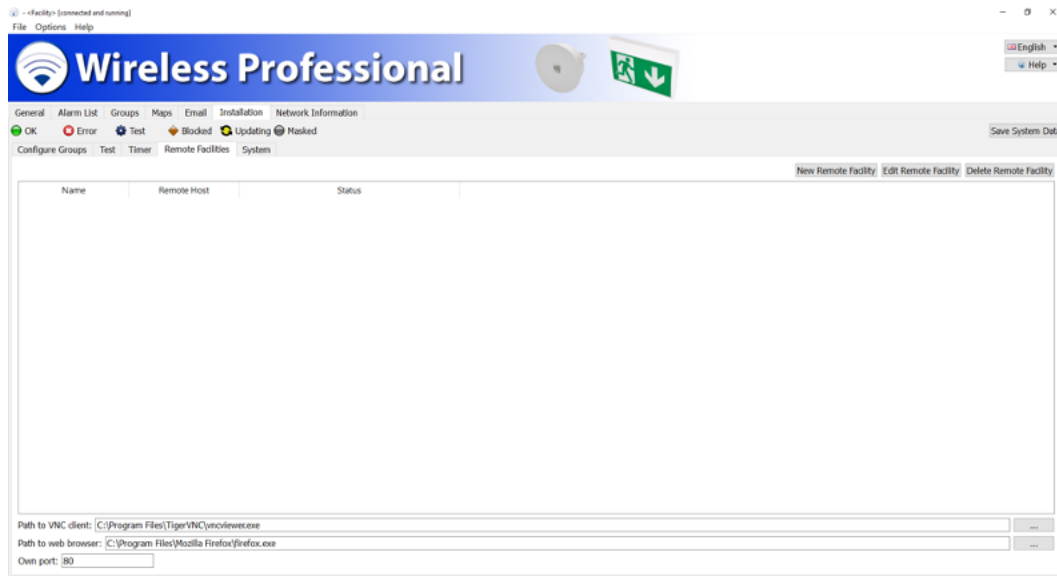 - <Facility> [connected and running]
File Options Help
Wireless Professional
English
Help
General Alarm List Groups Maps Email Installation Network Information
OK Error Test Blocked Updating Masked Save System Dat
Configure Groups Test Timer Remote Facilities System
New Remote Facility Edit Remote Facility Delete Remote Facility
Name Remote Host Status
Path to VNC client: C:\Program Files\TigerVNC\vncviewer.exe ...
Path to web browser: C:\Program Files\Mozilla Firefox\firefox.exe ...
Own port: 80